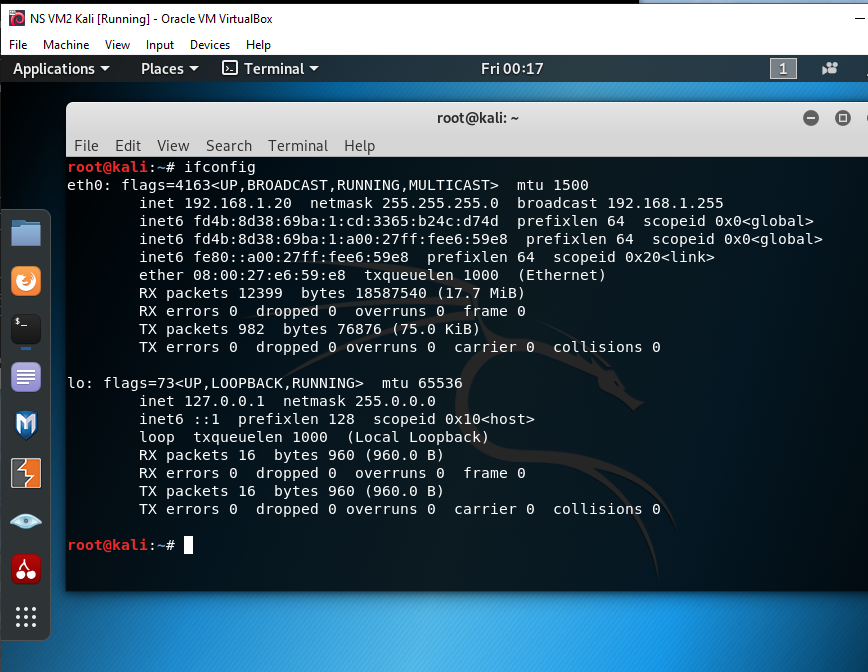 NS VM2 Kali [Running] - Oracle VM VirtualBox
File Machine View Input Devices Help
Applications Places Terminal Fri 00:17 1
root@kali: ~
File Edit View Search Terminal Help
root@kali:~# ifconfig
eth0: flags=4163<UP,BROADCAST,RUNNING,MULTICAST>  mtu 1500
        inet 192.168.1.20  netmask 255.255.255.0  broadcast 192.168.1.255
        inet6 fd4b:8d38:69ba:1:cd:3365:b24c:d74d  prefixlen 64  scopeid 0x0<global>
        inet6 fd4b:8d38:69ba:1:a00:27ff:fee6:59e8  prefixlen 64  scopeid 0x0<global>
        inet6 fe80::a00:27ff:fee6:59e8  prefixlen 64  scopeid 0x20<link>
        ether 08:00:27:e6:59:e8  txqueuelen 1000  (Ethernet)
        RX packets 12399  bytes 18587540 (17.7 MiB)
        RX errors 0  dropped 0  overruns 0  frame 0
        TX packets 982  bytes 76876 (75.0 KiB)
        TX errors 0  dropped 0 overruns 0  carrier 0  collisions 0
lo: flags=73<UP,LOOPBACK,RUNNING>  mtu 65536
        inet 127.0.0.1  netmask 255.0.0.0
        inet6 ::1  prefixlen 128  scopeid 0x10<host>
        loop  txqueuelen 1000  (Local Loopback)
        RX packets 16  bytes 960 (960.0 B)
        RX errors 0  dropped 0  overruns 0  frame 0
        TX packets 16  bytes 960 (960.0 B)
        TX errors 0  dropped 0 overruns 0  carrier 0  collisions 0
root@kali:~#